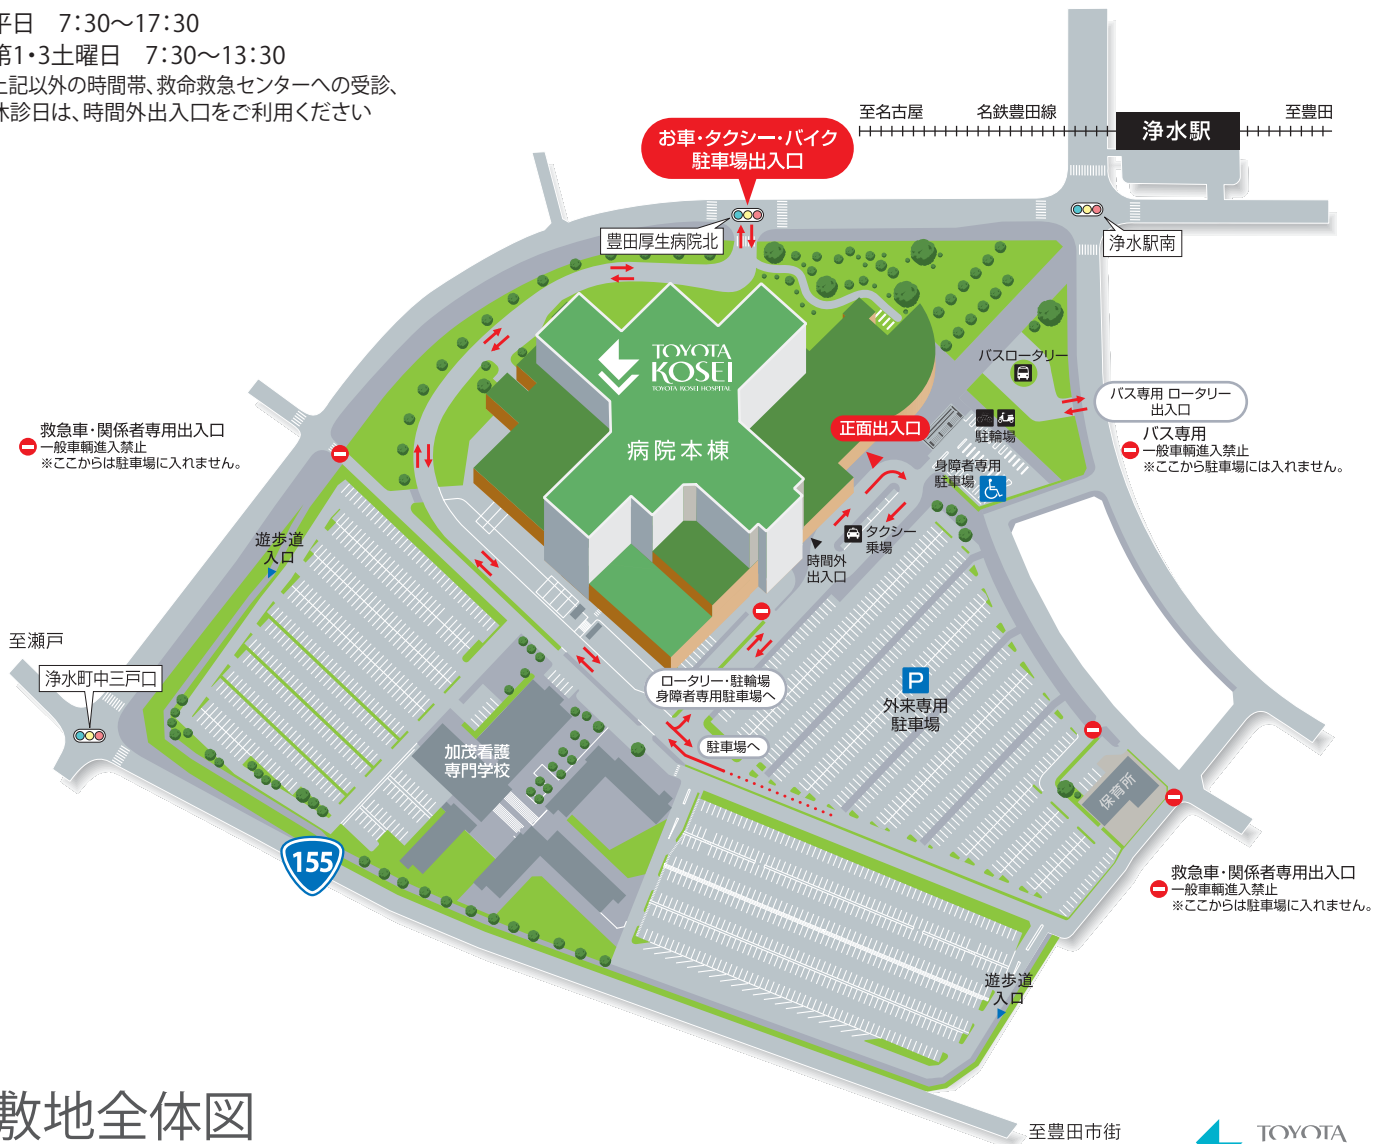 平日　7：30～17：30
第1・3土曜日　7：30～13：30
上記以外の時間帯、救命救急センターへの受診、
休診日は、時間外出入口をご利用ください
至名古屋
名鉄豊田線
浄水駅
至豊田
お車・タクシー・バイク
駐車場出入口
豊田厚生病院北
浄水駅南
TOYOTA
KOSEI
TOYOTA KOSEI HOSPITAL
病院本棟
バスロータリー
バス専用 ロータリー
出入口
バス専用
一般車輌進入禁止
※ここから駐車場には入れません。
正面出入口
駐輪場
身障者専用
駐車場
タクシー
乗場
時間外
出入口
救急車・関係者専用出入口
一般車輌進入禁止
※ここからは駐車場に入れません。
遊歩道
入口
至瀬戸
浄水町中三戸口
ロータリー・駐輪場
身障者専用駐車場へ
駐車場へ
P
外来専用
駐車場
加茂看護
専門学校
保育所
155
救急車・関係者専用出入口
一般車輌進入禁止
※ここからは駐車場に入れません。
遊歩道
入口
敷地全体図
至豊田市街
TOYOTA